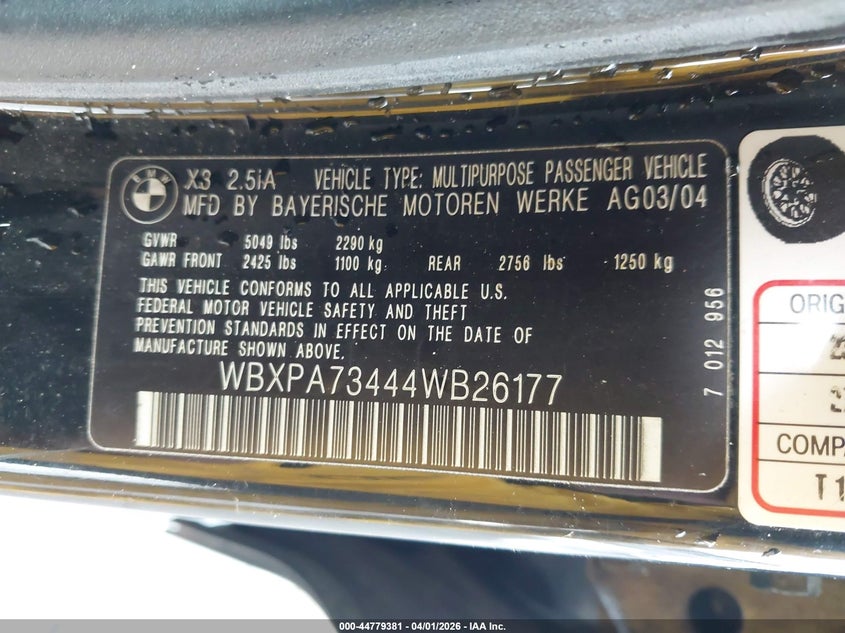 BMW
X3 2.5iA VEHICLE TYPE: MULTIPURPOSE PASSENGER VEHICLE
MFD BY BAYERISCHE MOTOREN WERKE AG03/04
GVWR 5049 lbs 2290 kg
GAWR FRONT 2425 lbs 1100 kg REAR 2756 lbs 1250 kg
THIS VEHICLE CONFORMS TO ALL APPLICABLE U.S.
FEDERAL MOTOR VEHICLE SAFETY AND THEFT
PREVENTION STANDARDS IN EFFECT ON THE DATE OF
MANUFACTURE SHOWN ABOVE.
WBXPA73444WB26177
7 012 956
ORIG
COMPA
T1
000-44779381 | 04/01/2026 | IAA Inc.